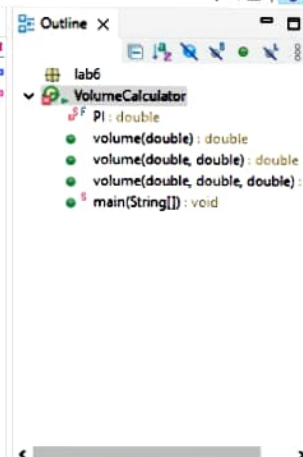 Outline
lab6
VolumeCalculator
PI : double
volume(double) : double
volume(double, double) : double
volume(double, double, double) :
main(String[]) : void